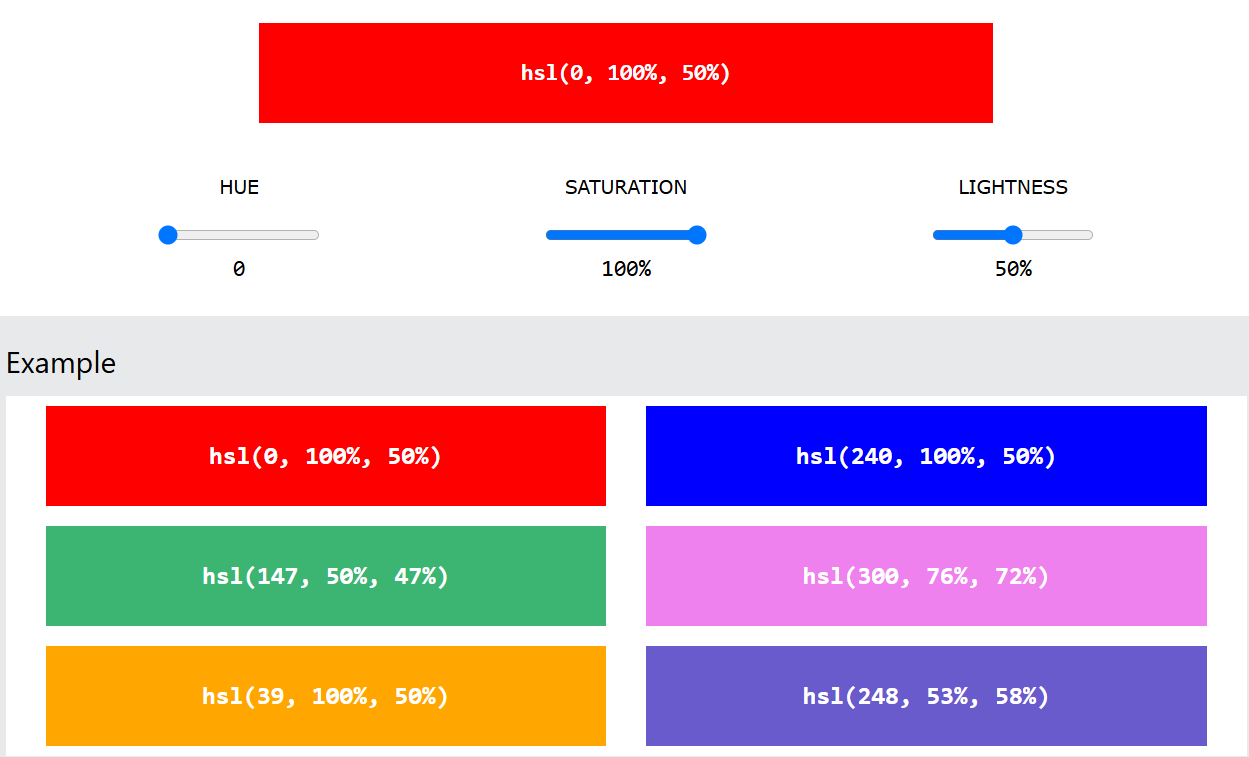 hsl(0, 100%, 50%)
HUE SATURATION LIGHTNESS
0 100% 50%
Example
hsl(0, 100%, 50%) hsl(240, 100%, 50%)
hsl(147, 50%, 47%) hsl(300, 76%, 72%)
hsl(39, 100%, 50%) hsl(248, 53%, 58%)